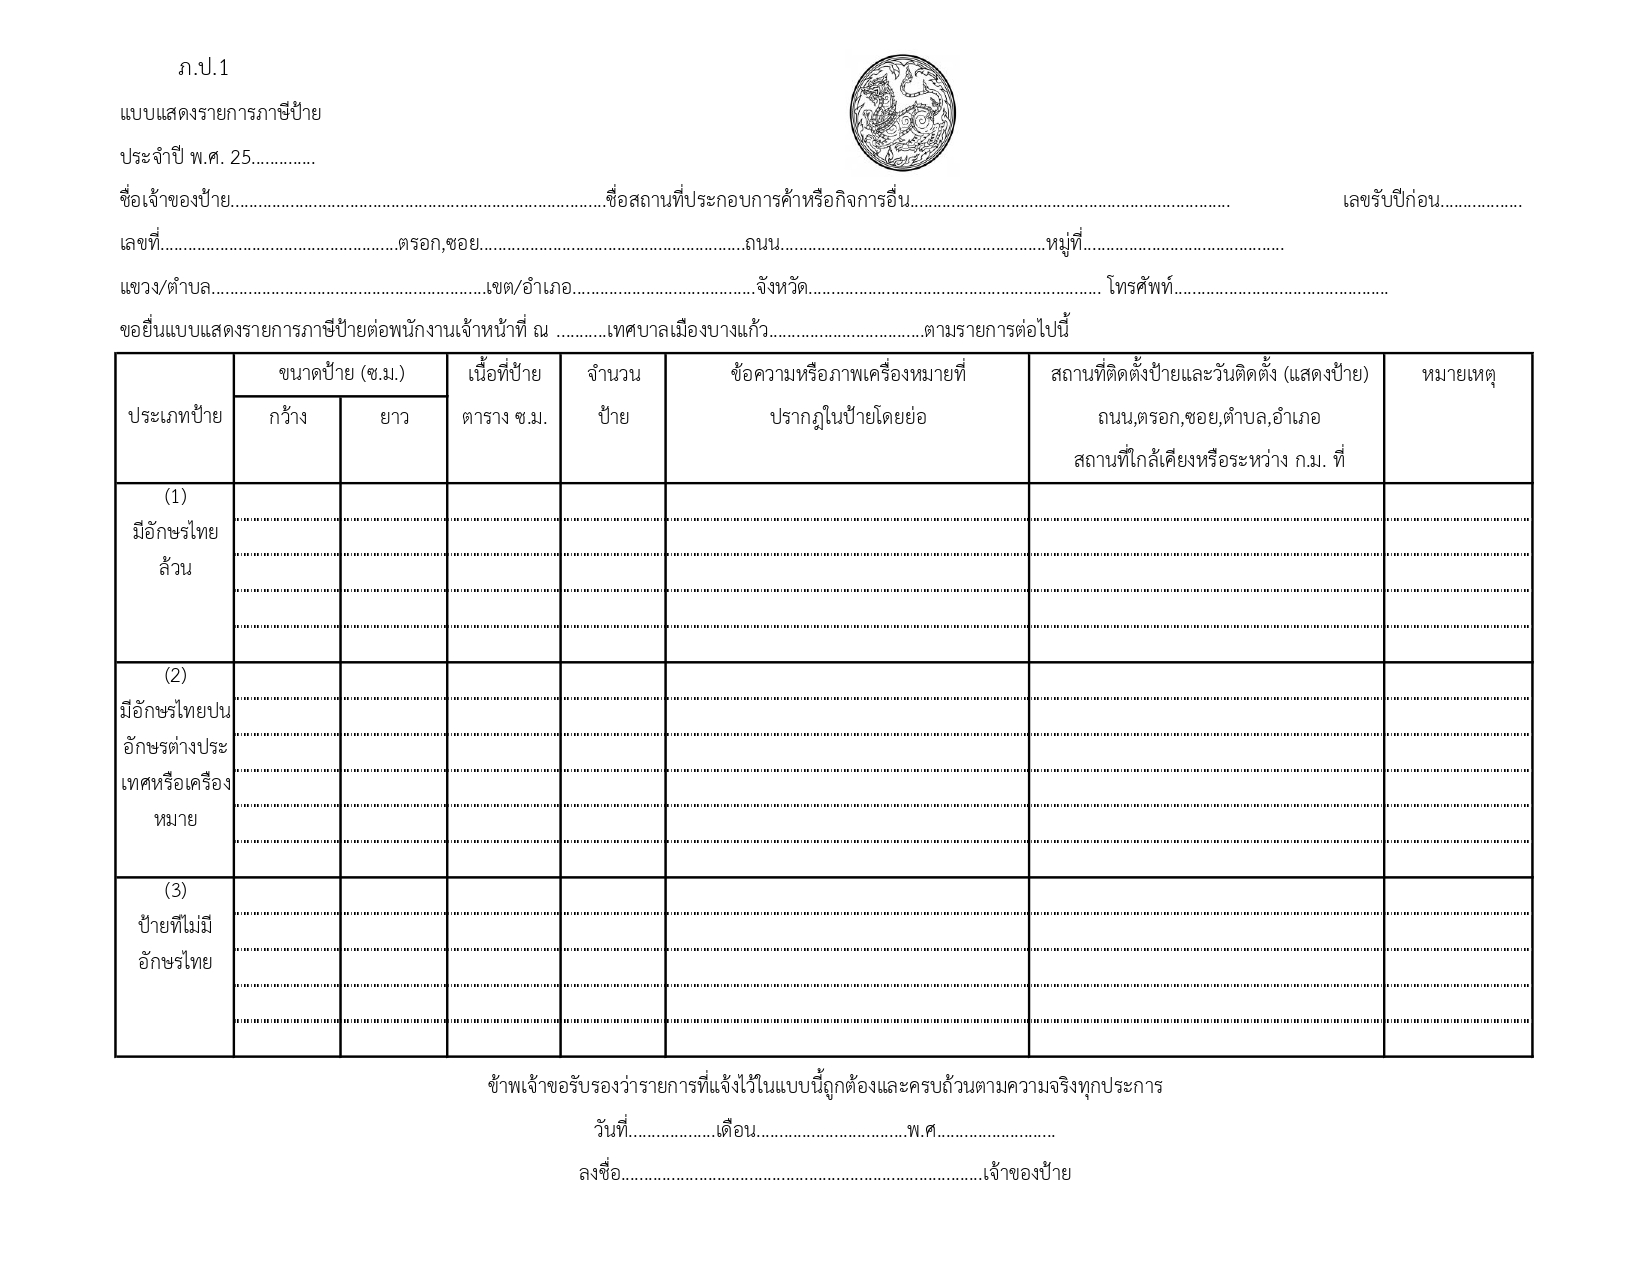 ภ.ป.1
แบบแสดงรายการภาษีป้าย
ประจำปี พ.ศ. 25..............
ชื่อเจ้าของป้าย..................................................................................ชื่อสถานที่ประกอบการค้าหรือกิจการอื่น...................................................................... เลขรับปีก่อน..................
เลขที่....................................................ตรอก,ซอย..........................................................ถนน..........................................................หมู่ที่............................................
แขวง/ตำบล............................................................เขต/อำเภอ........................................จังหวัด................................................................ โทรศัพท์...............................................
ขอยื่นแบบแสดงรายการภาษีป้ายต่อพนักงานเจ้าหน้าที่ ณ ...........เทศบาลเมืองบางแก้ว..................................ตามรายการต่อไปนี้
ประเภทป้าย
ขนาดป้าย (ซ.ม.)
กว้าง ยาว
เนื้อที่ป้าย
ตาราง ซ.ม.
จำนวน
ป้าย
ข้อความหรือภาพเครื่องหมายที่
ปรากฎในป้ายโดยย่อ
สถานที่ติดตั้งป้ายและวันติดตั้ง (แสดงป้าย)
ถนน,ตรอก,ซอย,ตำบล,อำเภอ
สถานที่ใกล้เคียงหรือระหว่าง ก.ม. ที่
หมายเหตุ
(1)
มีอักษรไทย
ล้วน
(2)
มีอักษรไทยปน
อักษรต่างประ
เทศหรือเครือง
หมาย
(3)
ป้ายทีไม่มี
อักษรไทย
ข้าพเจ้าขอรับรองว่ารายการที่แจ้งไว้ในแบบนี้ถูกต้องและครบถ้วนตามความจริงทุกประการ
วันที่...................เดือน.................................พ.ศ..........................
ลงชื่อ...............................................................................เจ้าของป้าย